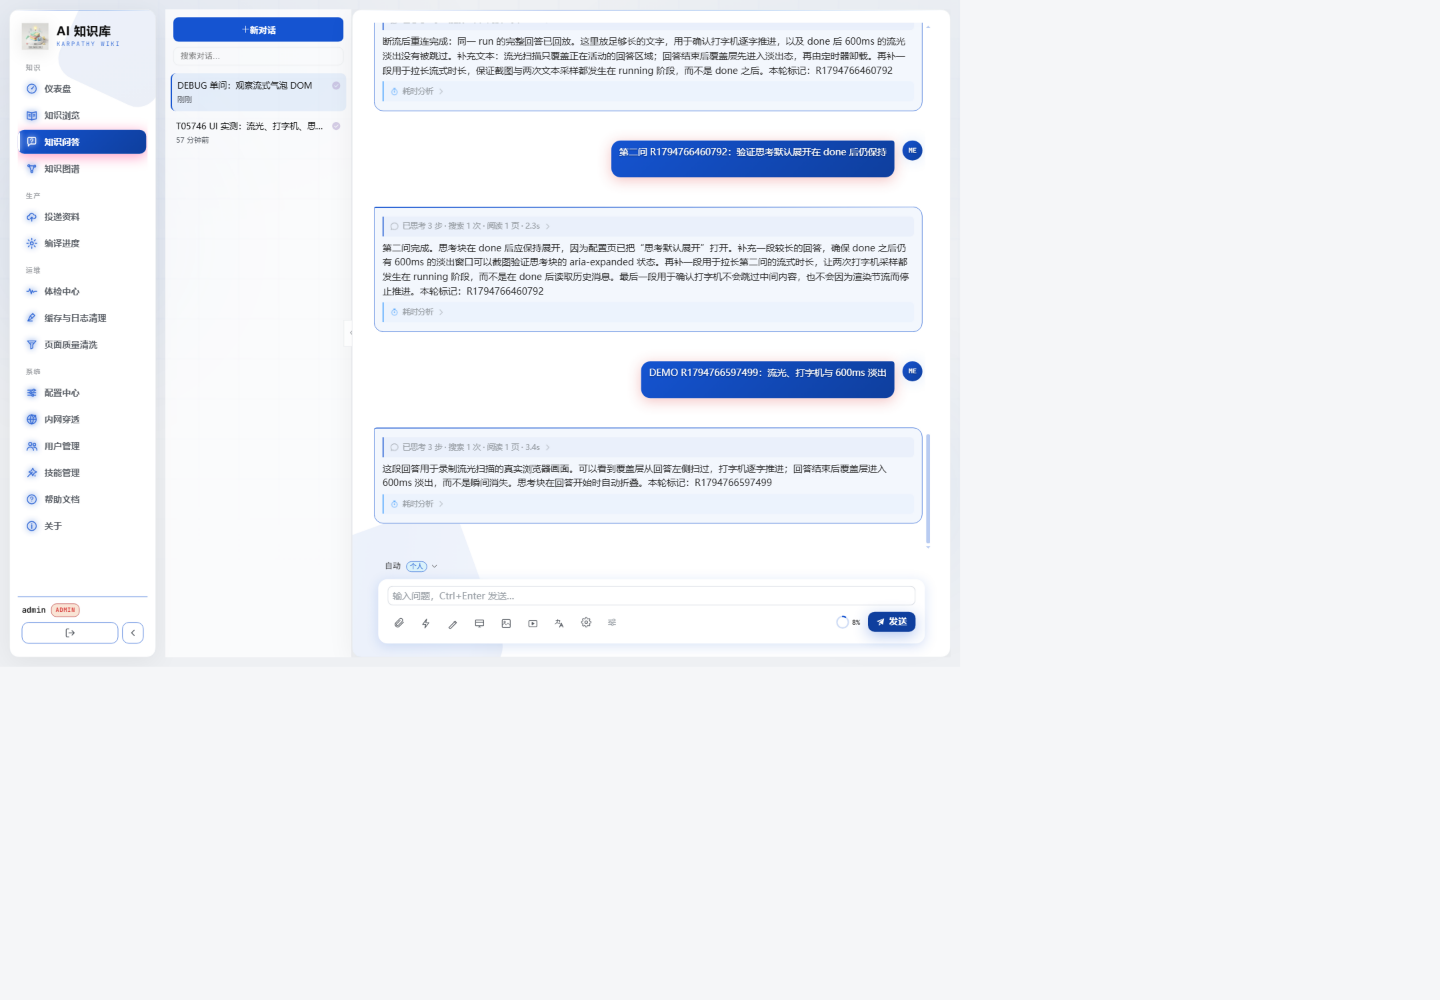 AI 知识库
KARPATHY WIKI
知识
仪表盘
知识浏览
知识问答
知识图谱
生产
投递资料
编译进度
运维
体检中心
缓存与日志清理
页面质量清洗
系统
配置中心
内网穿透
用户管理
技能管理
帮助文档
关于
admin ADMIN
+新对话
搜索对话...
DEBUG 单问：观察流式气泡 DOM
刚刚
T05746 UI 实测：流光、打字机、思...
57 分钟前
断流后重连完成：同一 run 的完整回答已回放。这里放足够长的文字，用于确认打字机逐字推进，以及 done 后 600ms 的流光
淡出没有被跳过。补充文本：流光扫描只覆盖正在活动的回答区域；回答结束后覆盖层先进入淡出态，再由定时器卸载。再补一
段用于拉长流式时长，保证截图与两次文本采样都发生在 running 阶段，而不是 done 之后。本轮标记：R1794766460792
耗时分析
第二问 R1794766460792：验证思考默认展开在 done 后仍保持
ME
已思考 3 步 · 搜索 1 次 · 阅读 1 页 · 2.3s
第二问完成。思考块在 done 后应保持展开，因为配置页已把“思考默认展开”打开。补充一段较长的回答，确保 done 之后仍
有 600ms 的淡出窗口可以截图验证思考块的 aria-expanded 状态。再补一段用于拉长第二问的流式时长，让两次打字机采样都
发生在 running 阶段，而不是在 done 后读取历史消息。最后一段用于确认打字机不会跳过中间内容，也不会因为渲染节流而停
止推进。本轮标记：R1794766460792
耗时分析
DEMO R1794766597499：流光、打字机与 600ms 淡出
ME
已思考 3 步 · 搜索 1 次 · 阅读 1 页 · 3.4s
这段回答用于录制流光扫描的真实浏览器画面。可以看到覆盖层从回答左侧扫过，打字机逐字推进；回答结束后覆盖层进入
600ms 淡出，而不是瞬间消失。思考块在回答开始时自动折叠。本轮标记：R1794766597499
耗时分析
自动 个人
输入问题，Ctrl+Enter 发送...
8%
发送